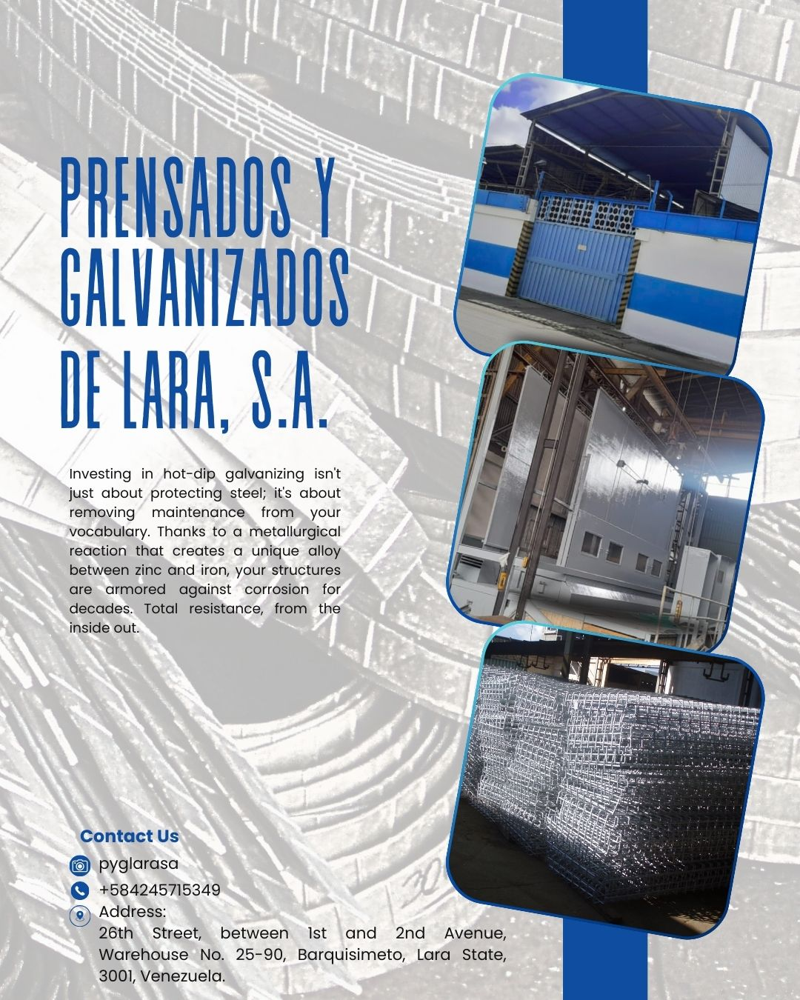 PRENSADOS Y
GALVANIZADOS
DE LARA, S.A.
Investing in hot-dip galvanizing isn't
just about protecting steel; it's about
removing maintenance from your
vocabulary. Thanks to a metallurgical
reaction that creates a unique alloy
between zinc and iron, your structures
are armored against corrosion for
decades. Total resistance, from the
inside out.
Contact Us
pyglarasa
+584245715349
Address:
26th Street, between 1st and 2nd Avenue,
Warehouse No. 25-90, Barquisimeto, Lara State,
3001, Venezuela.